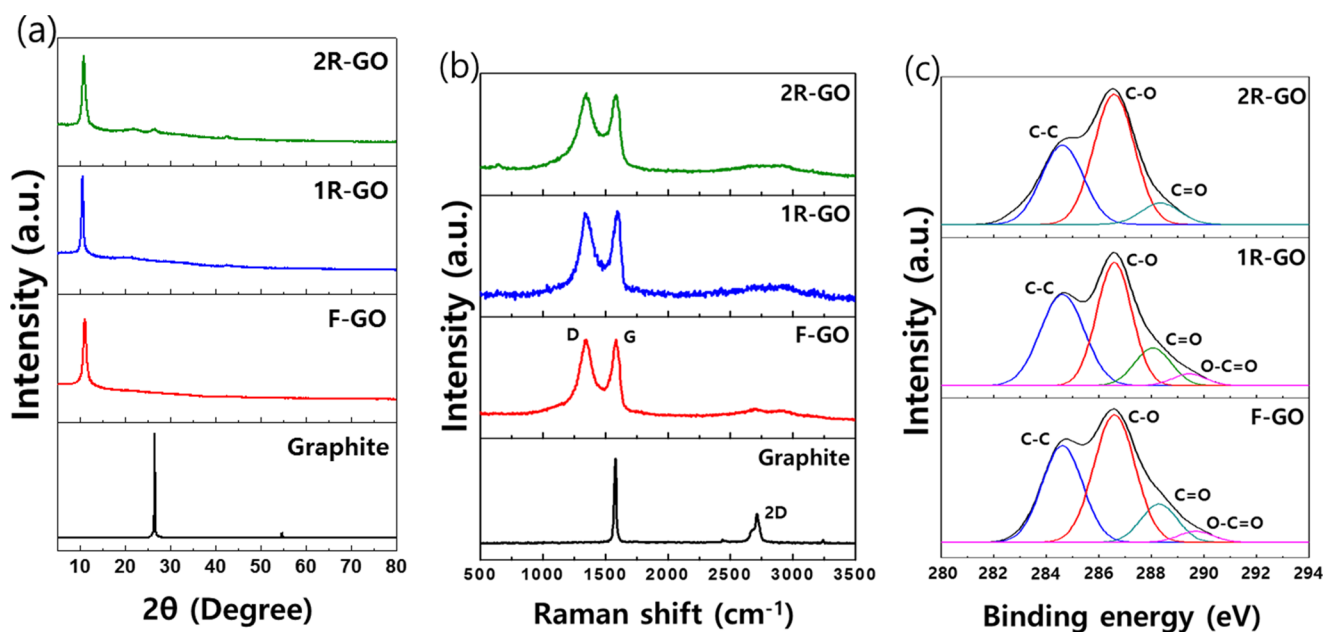 (a)
2R-GO
1R-GO
F-GO
Graphite
Intensity (a.u.)
10 20 30 40 50 60 70 80
2θ (Degree)
(b)
2R-GO
1R-GO
F-GO
D
G
Graphite
2D
Intensity (a.u.)
500 1000 1500 2000 2500 3000 3500
Raman shift (cm-1)
(c)
2R-GO
C-O
C-C
C=O
1R-GO
C-O
C-C
C=O
O-C=O
F-GO
C-O
C-C
C=O
O-C=O
Intensity (a.u.)
280 282 284 286 288 290 292 294
Binding energy (eV)